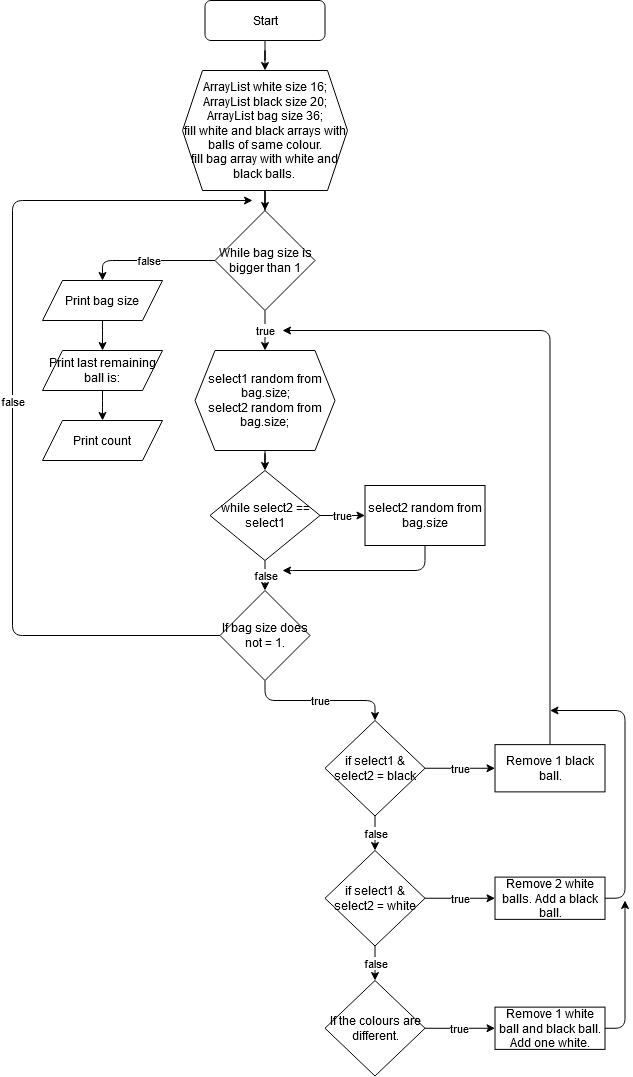 Start
ArrayList white size 16;
ArrayList black size 20;
ArrayList bag size 36;
fill white and black arrays with
balls of same colour.
fill bag array with white and
black balls.
While bag size is
bigger than 1
false
Print bag size
true
Print last remaining
ball is:
select1 random from
bag.size;
select2 random from
bag.size;
false
Print count
while select2 ==
select1
true
select2 random from
bag.size
false
If bag size does
not = 1.
true
if select1 &
select2 = black
true
Remove 1 black
ball.
false
if select1 &
select2 = white
true
Remove 2 white
balls. Add a black
ball.
false
If the colours are
different.
true
Remove 1 white
ball and black ball.
Add one white.